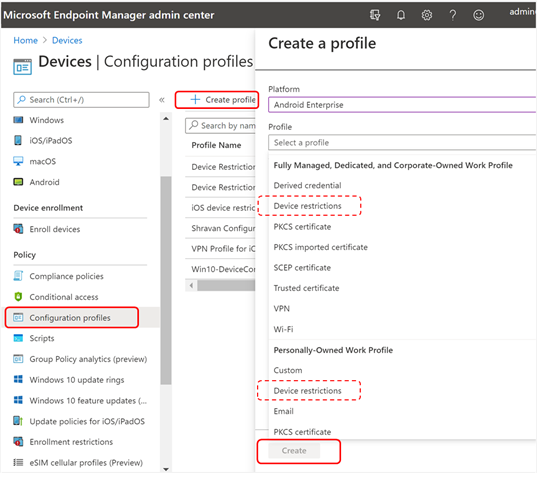 Microsoft Endpoint Manager admin center
admin
Home > Devices
Devices | Configuration profiles
Search (Ctrl+/)
«
Windows
iOS/iPadOS
macOS
Android
Device enrollment
Enroll devices
Policy
Compliance policies
Conditional access
Configuration profiles
Scripts
Group Policy analytics (preview)
Windows 10 update rings
Windows 10 feature updates (...
Update policies for iOS/iPadOS
Enrollment restrictions
eSIM cellular profiles (Preview)
+ Create profile
Search by name
Profile Name
Device Restriction
Device Restriction
iOS device restric
Shravan Configur
VPN Profile for iO
Win10-DeviceCon
Create a profile
Platform
Android Enterprise
Profile
Select a profile
Fully Managed, Dedicated, and Corporate-Owned Work Profile
Derived credential
Device restrictions
PKCS certificate
PKCS imported certificate
SCEP certificate
Trusted certificate
VPN
Wi-Fi
Personally-Owned Work Profile
Custom
Device restrictions
Email
PKCS certificate
Create